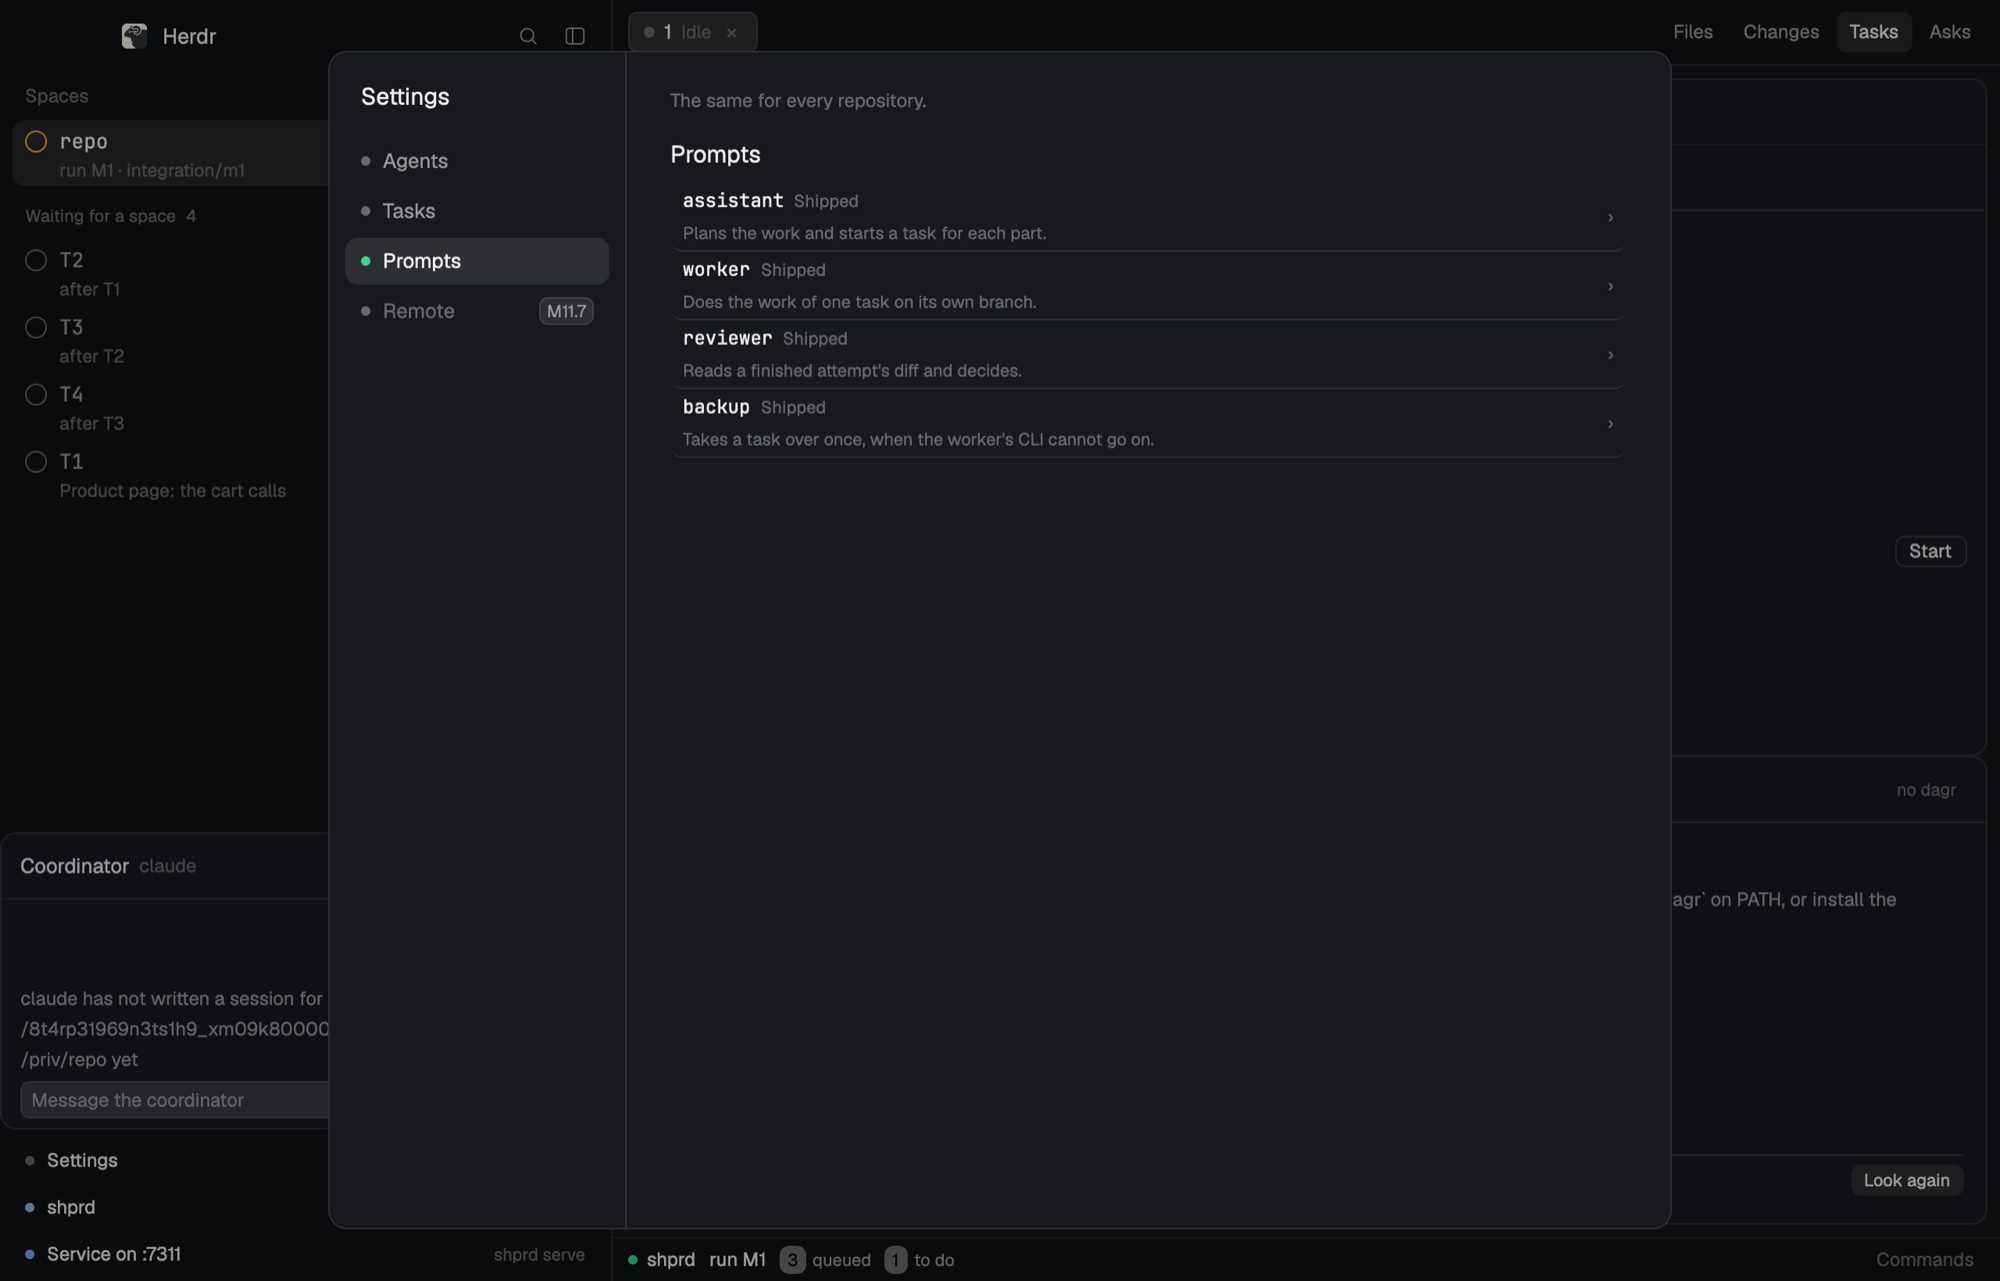 Herdr
1 Idle ×
Files
Changes
Tasks
Asks
Spaces
repo
run M1 · integration/m1
Waiting for a space 4
T2
after T1
T3
after T2
T4
after T3
T1
Product page: the cart calls
Coordinator claude
claude has not written a session for
/8t4rp31969n3ts1h9_xm09k80000
/priv/repo yet
Message the coordinator
Settings
shprd
Service on :7311
shprd serve
Settings
Agents
Tasks
Prompts
Remote
M11.7
The same for every repository.
Prompts
assistant Shipped
Plans the work and starts a task for each part.
worker Shipped
Does the work of one task on its own branch.
reviewer Shipped
Reads a finished attempt's diff and decides.
backup Shipped
Takes a task over once, when the worker's CLI cannot go on.
Start
no dagr
agr` on PATH, or install the
Look again
shprd run M1 3 queued 1 to do
Commands